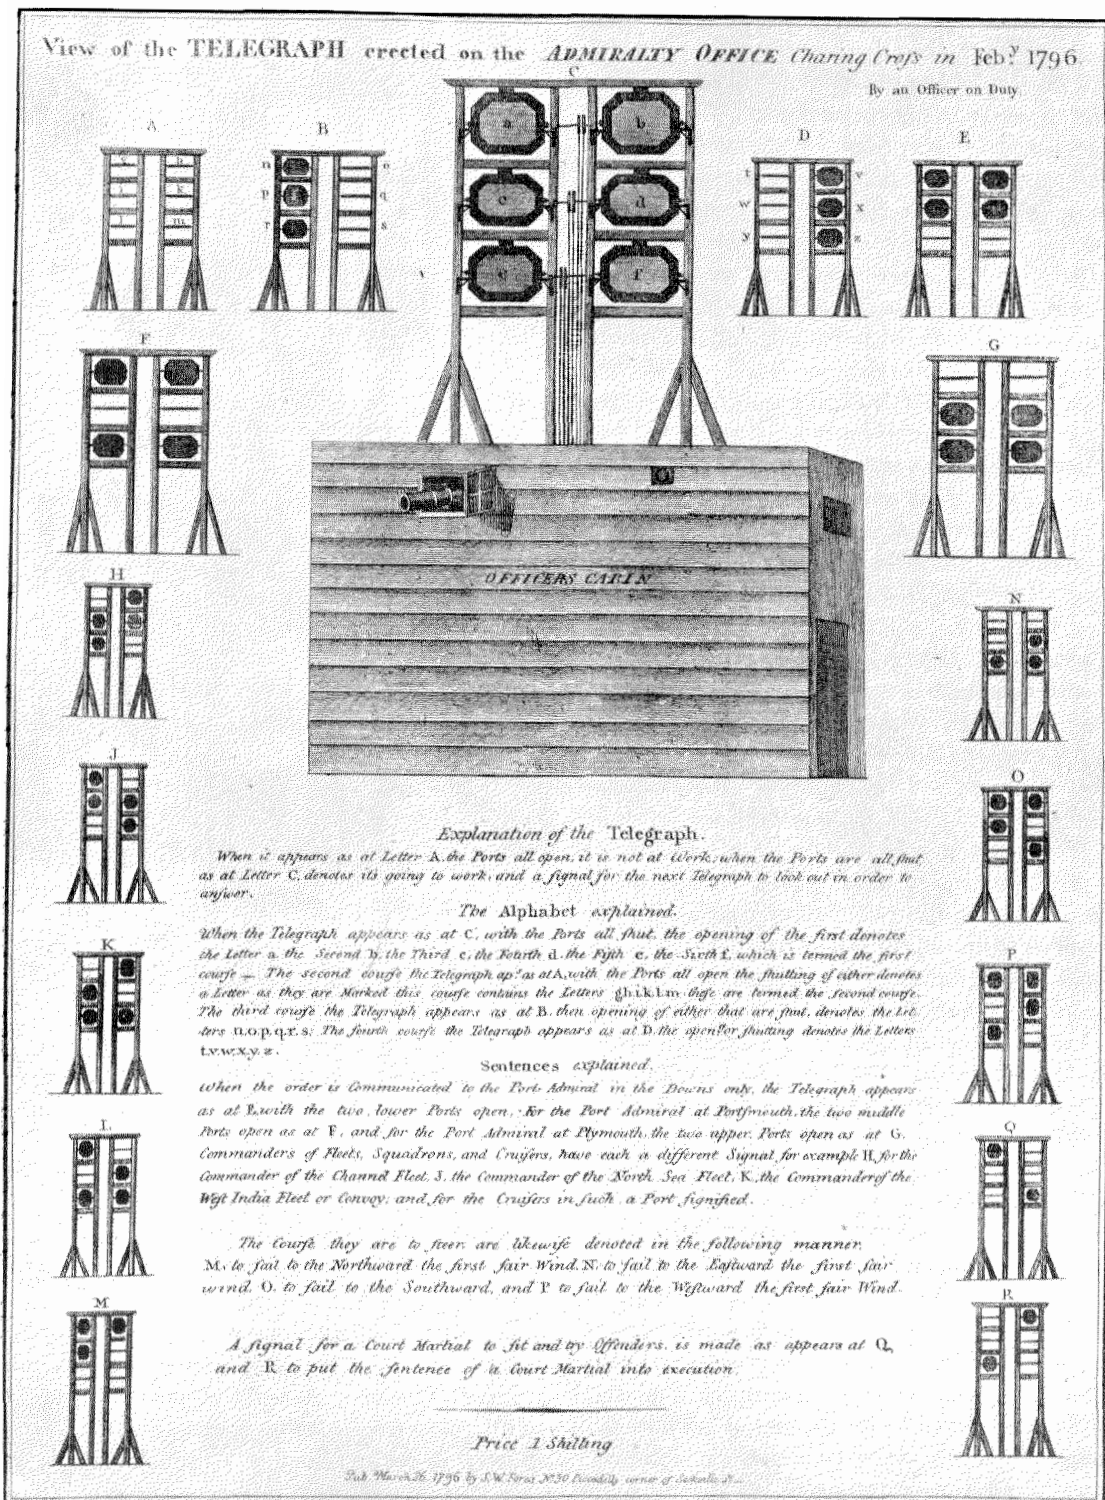 View of the TELEGRAPH erected on the ADMIRALTY OFFICE Charing Croſs in Feb.y 1796.
By an Officer on Duty
A
B
C
D
E
a b
c d
e f
g h
i k
l m
n o
p q
r s
t v
w x
y z
F
G
OFFICERS CABIN
H
N
J
O
K
P
L
Q
M
R
Explanation of the Telegraph.
When it appears as at Letter A, the Ports all open, it is not at Work, when the Ports are all ſhut,
as at Letter C, denotes its going to work, and a ſignal for the next Telegraph to look out in order to
anſwer.
The Alphabet explained.
When the Telegraph appears as at C, with the Ports all ſhut, the opening of the first denotes
the Letter a, the Second b, the Third c, the Fourth d, the Fifth e, the Sixth f, which is termed the first
courſe — The second courſe the Telegraph ap.s as at A, with the Ports all open the ſhutting of either denotes
a Letter as they are Marked this courſe contains the Letters g.h.i.k.l.m. theſe are termed the second courſe.
The third courſe the Telegraph appears as at B. then opening of either that are ſhut, denotes the Let
ters n.o.p.q.r.s; The fourth courſe the Telegraph appears as at D. the open.g or ſhutting denotes the Letters
t.v.w.x.y.z.
Sentences explained.
When the order is Communicated to the Port Admiral in the Downs only, the Telegraph appears
as at E, with the two lower Ports open, For the Port Admiral at Portſmouth, the two middle
Ports open as at F, and for the Port Admiral at Plymouth, the two upper Ports open as at G.
Commanders of Fleets, Squadrons, and Cruiſers, have each a different Signal for example H, for the
Commander of the Channel Fleet, J, the Commander of the North Sea Fleet, K, the Commander of the
Weſt India Fleet or Convoy; and for the Cruiſers in ſuch a Port ſignified.
The Courſe they are to ſteer, are likewiſe denoted in the following manner,
M, to ſail to the Northward the first fair Wind, N, to ſail to the Eaſtward the first fair
wind, O, to ſail to the Southward, and P to ſail to the Weſtward the first fair Wind.
A ſignal for a Court Martial to ſit and try Offenders, is made as appears at Q,
and R to put the ſentence of a Court Martial into execution.
Price 1 Shilling
Pub. March 26, 1796 by S.W. Fores No. 50 Piccadilly corner of Sackville St.